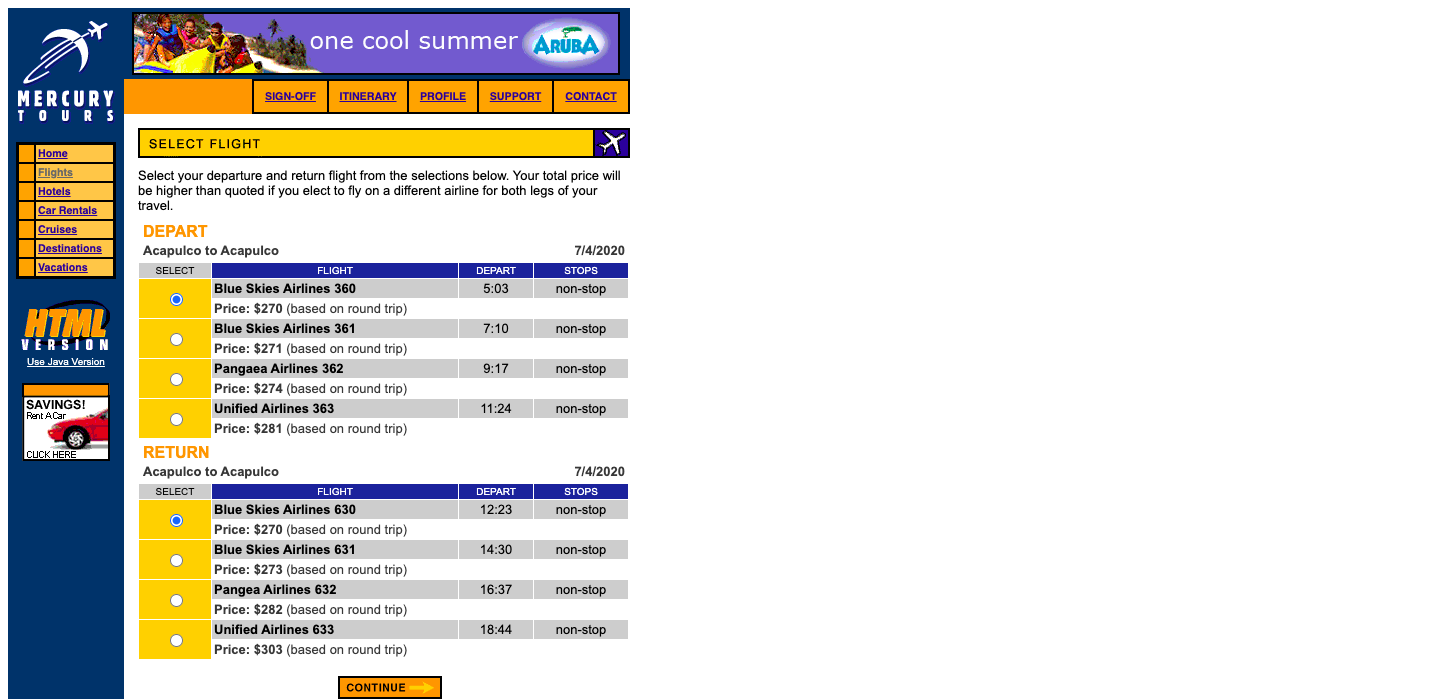 one cool summer ARUBA
MERCURY
TOURS
SIGN-OFF ITINERARY PROFILE SUPPORT CONTACT
Home
Flights
Hotels
Car Rentals
Cruises
Destinations
Vacations
HTML
VERSION
Use Java Version
SAVINGS!
Rent A Car
CLICK HERE
SELECT FLIGHT
Select your departure and return flight from the selections below. Your total price will
be higher than quoted if you elect to fly on a different airline for both legs of your
travel.
DEPART
Acapulco to Acapulco 7/4/2020
SELECT FLIGHT DEPART STOPS
Blue Skies Airlines 360 5:03 non-stop
Price: $270 (based on round trip)
Blue Skies Airlines 361 7:10 non-stop
Price: $271 (based on round trip)
Pangaea Airlines 362 9:17 non-stop
Price: $274 (based on round trip)
Unified Airlines 363 11:24 non-stop
Price: $281 (based on round trip)
RETURN
Acapulco to Acapulco 7/4/2020
SELECT FLIGHT DEPART STOPS
Blue Skies Airlines 630 12:23 non-stop
Price: $270 (based on round trip)
Blue Skies Airlines 631 14:30 non-stop
Price: $273 (based on round trip)
Pangea Airlines 632 16:37 non-stop
Price: $282 (based on round trip)
Unified Airlines 633 18:44 non-stop
Price: $303 (based on round trip)
CONTINUE